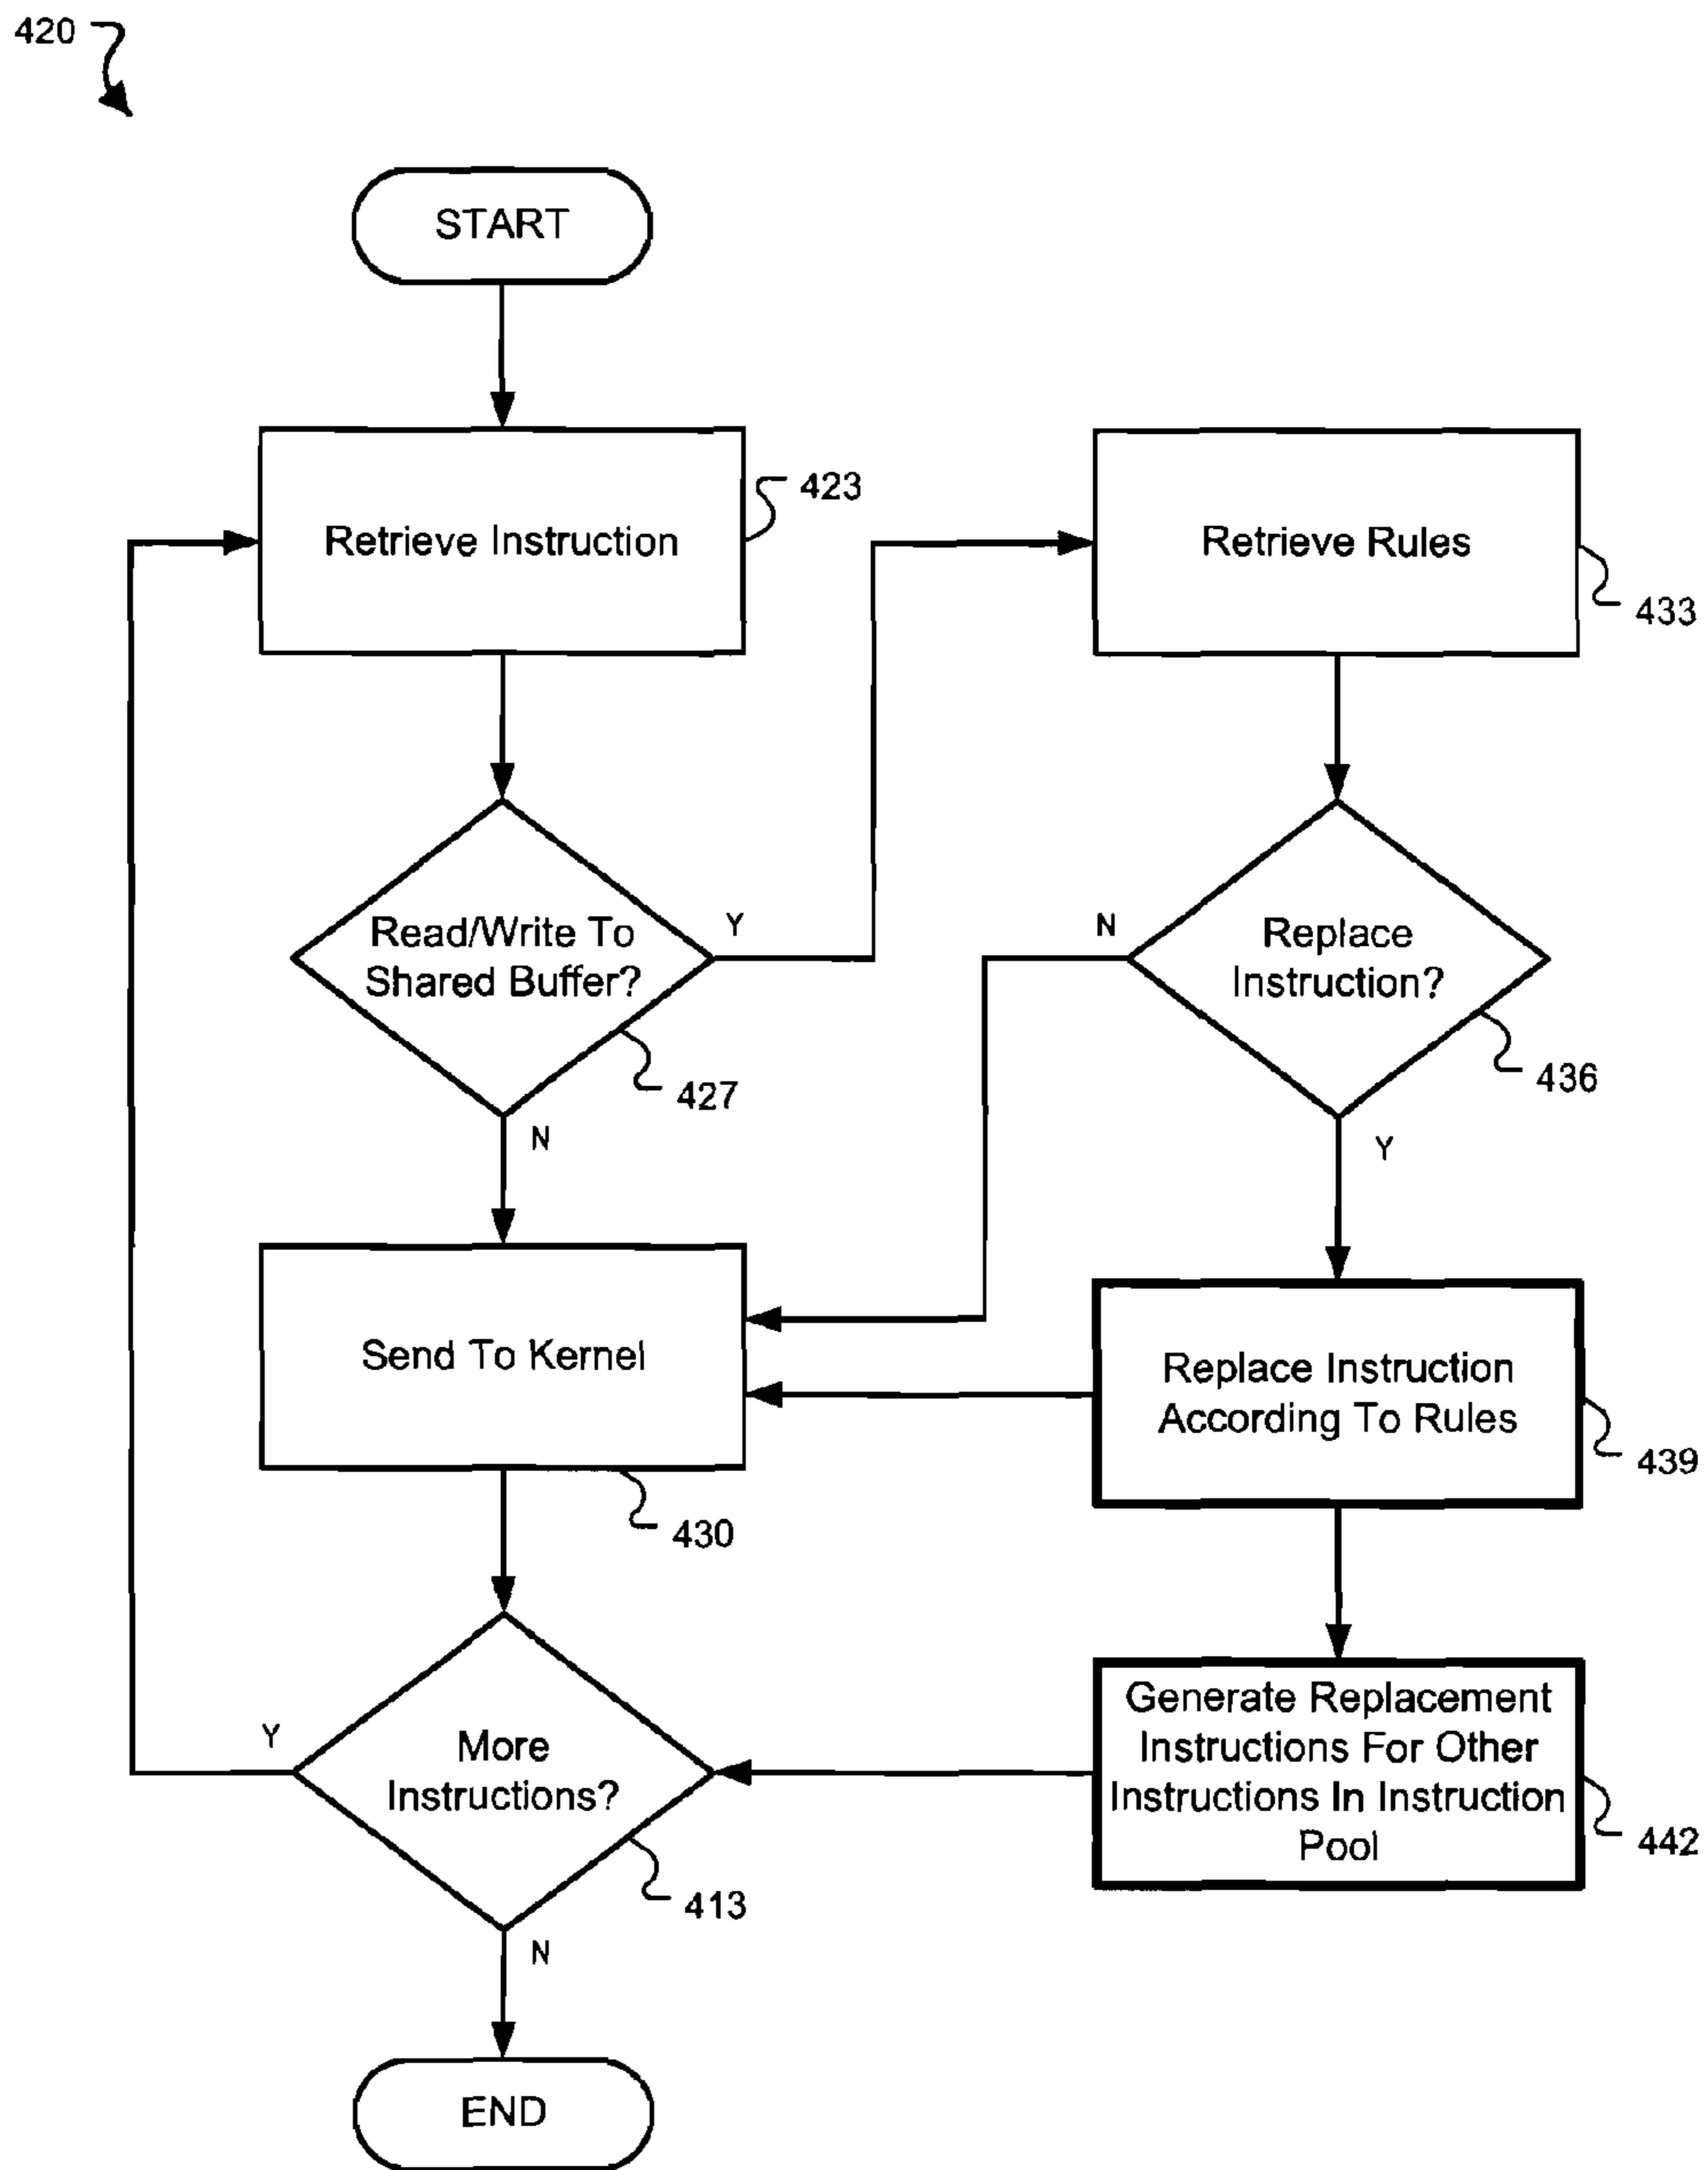 420
START
Retrieve Instruction
423
Retrieve Rules
433
Read/Write To
Shared Buffer?
Y
N
427
Replace
Instruction?
N
Y
436
Send To Kernel
430
Replace Instruction
According To Rules
439
More
Instructions?
Y
N
413
Generate Replacement
Instructions For Other
Instructions In Instruction
Pool
442
END